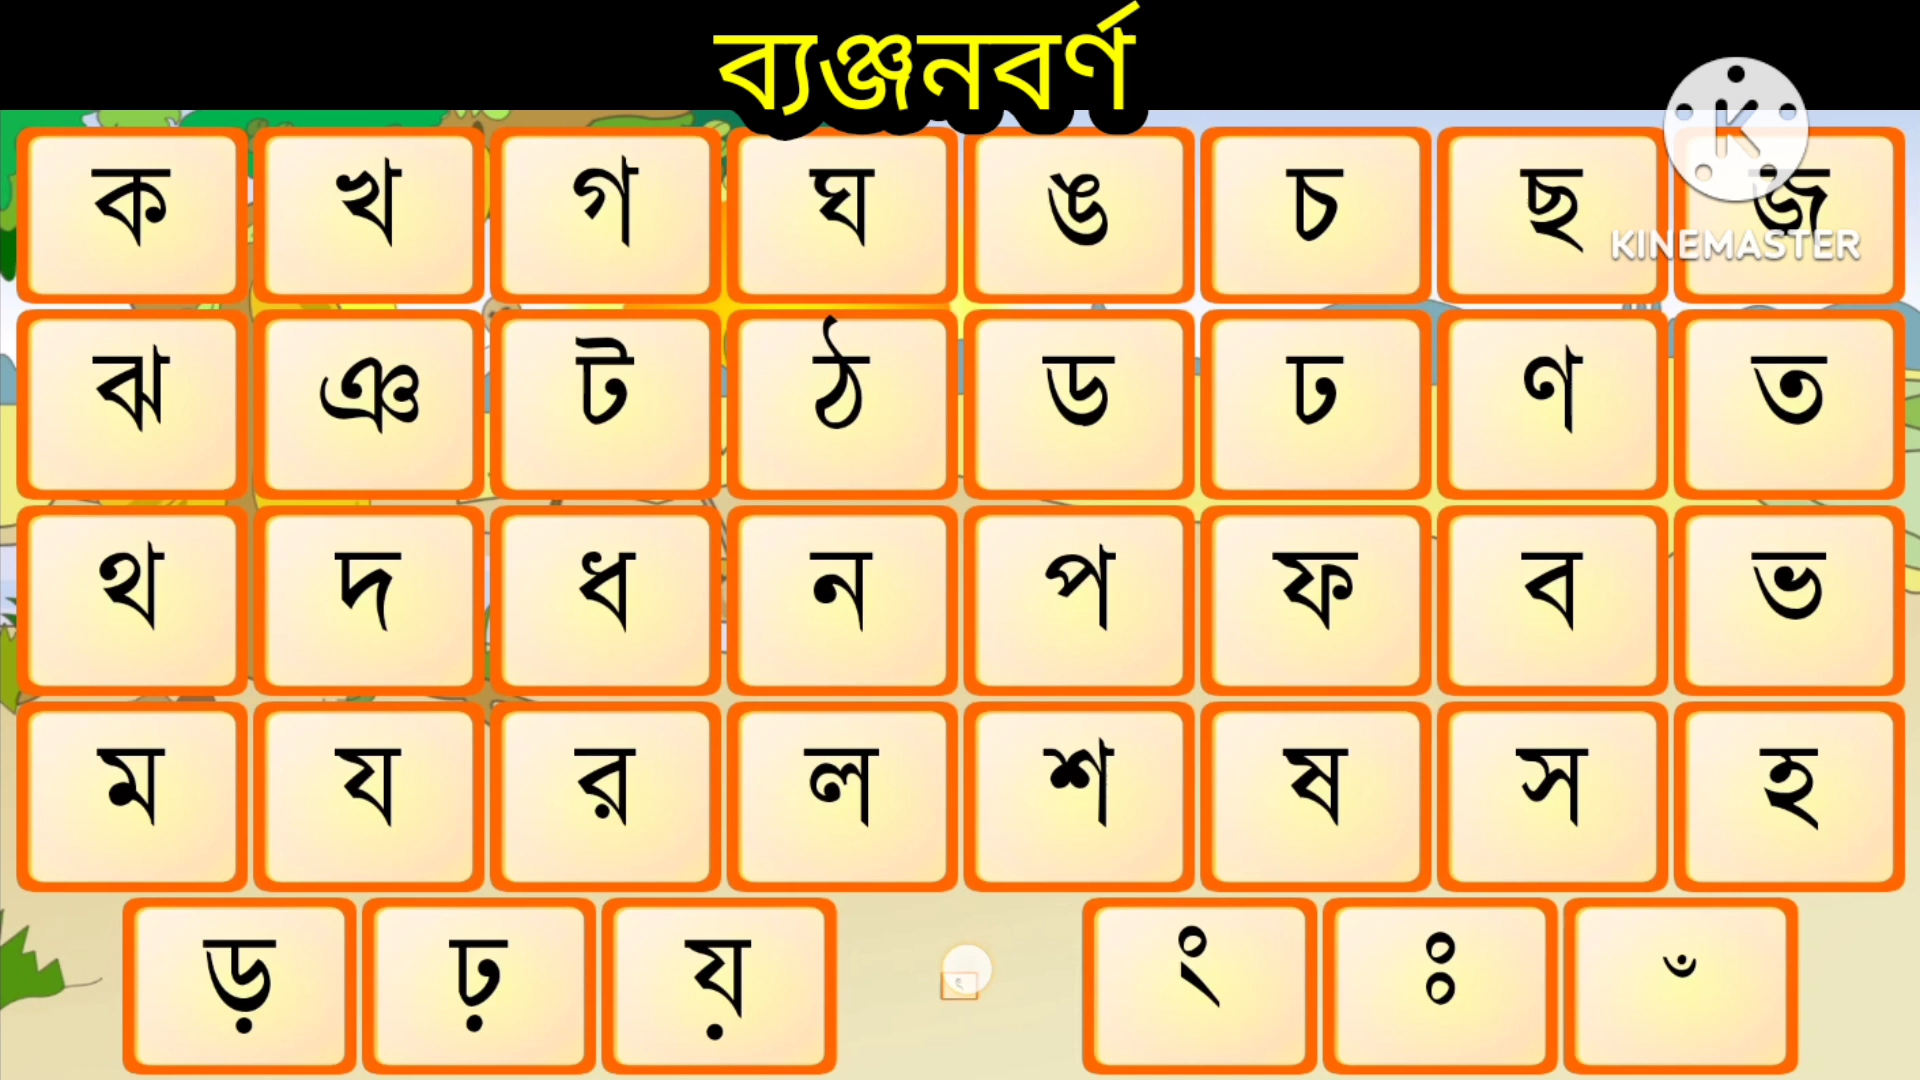 ব্যঞ্জনবর্ণ
K
KINEMASTER
ক খ গ ঘ ঙ চ ছ জ
ঝ ঞ ট ঠ ড ঢ ণ ত
থ দ ধ ন প ফ ব ভ
ম য র ল শ ষ স হ
ড় ঢ় য় ং ঃ ঁ